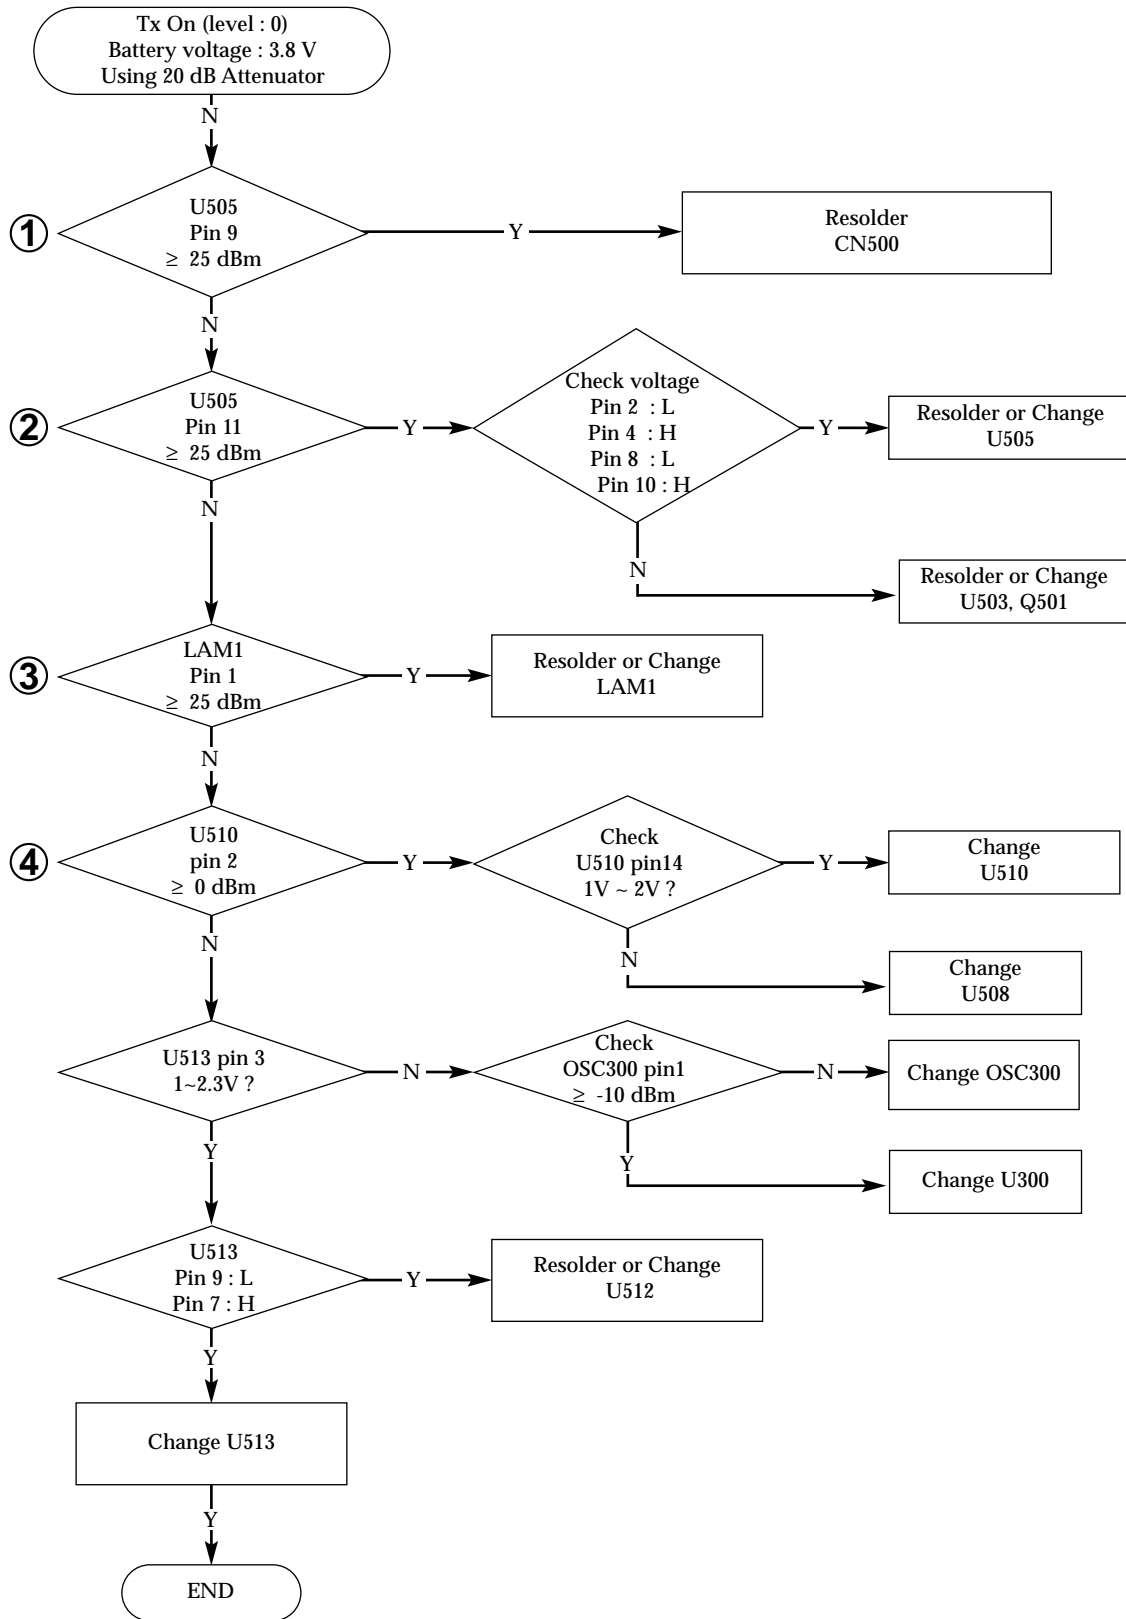 Tx On (level : 0)
Battery voltage : 3.8 V
Using 20 dB Attenuator
N
1
U505
Pin 9
≥ 25 dBm
Y
Resolder
CN500
N
2
U505
Pin 11
≥ 25 dBm
Y
Check voltage
Pin 2 : L
Pin 4 : H
Pin 8 : L
Pin 10 : H
Y
Resolder or Change
U505
N
N
Resolder or Change
U503, Q501
3
LAM1
Pin 1
≥ 25 dBm
Y
Resolder or Change
LAM1
N
4
U510
pin 2
≥ 0 dBm
Y
Check
U510 pin14
1V ~ 2V ?
Y
Change
U510
N
N
Change
U508
U513 pin 3
1~2.3V ?
N
Check
OSC300 pin1
≥ -10 dBm
N
Change OSC300
Y
Y
Change U300
U513
Pin 9 : L
Pin 7 : H
Y
Resolder or Change
U512
Y
Change U513
Y
END